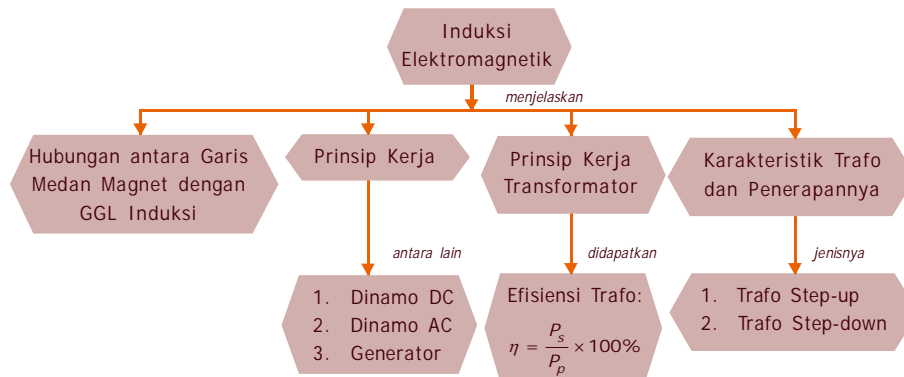 Induksi
Elektromagnetik
menjelaskan
Hubungan antara Garis
Medan Magnet dengan
GGL Induksi
Prinsip Kerja
Prinsip Kerja
Transformator
Karakteristik Trafo
dan Penerapannya
antara lain
didapatkan
jenisnya
1. Dinamo DC
2. Dinamo AC
3. Generator
Efisiensi Trafo:
η = P_s/P_p × 100%
1. Trafo Step-up
2. Trafo Step-down